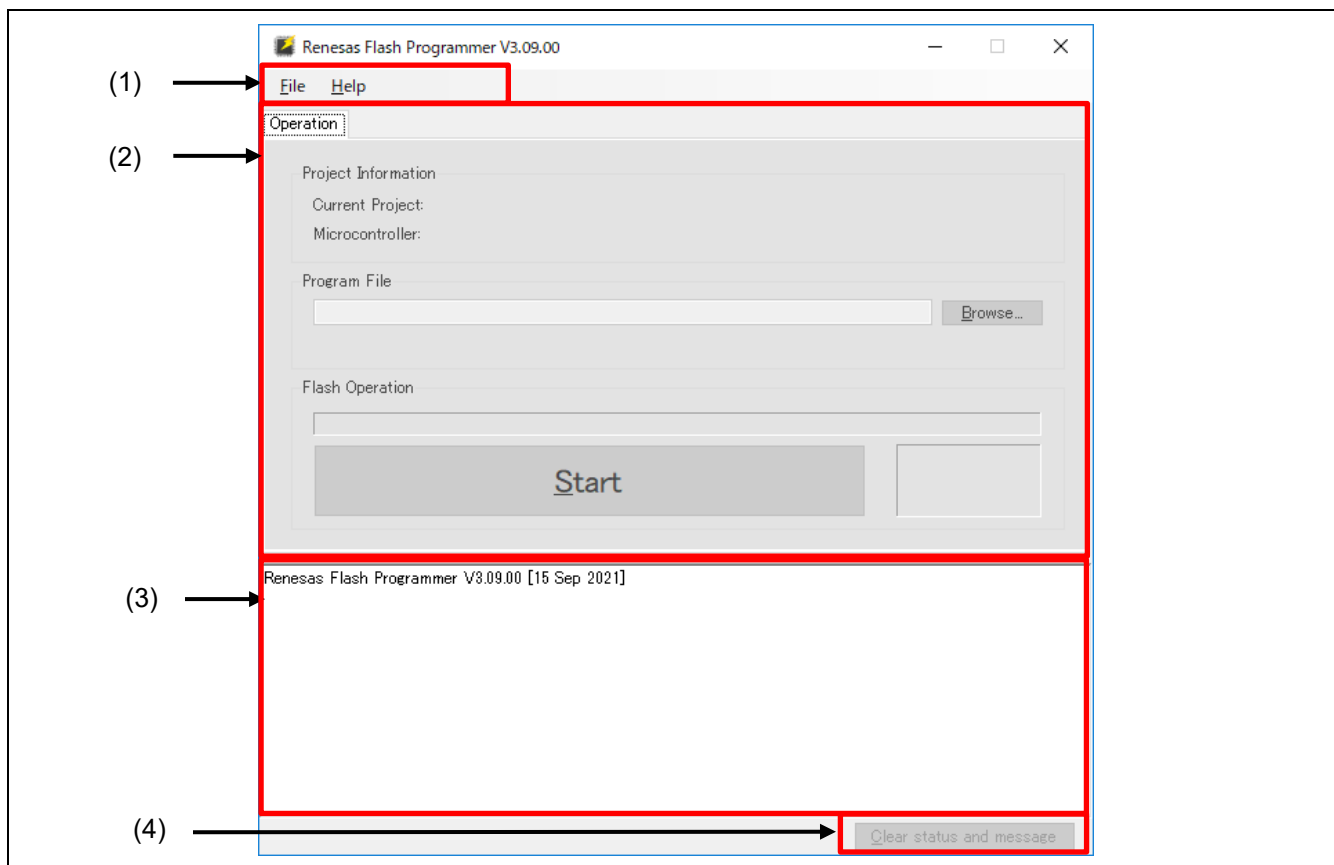 Renesas Flash Programmer V3.09.00
(1)
File Help
Operation
(2)
Project Information
Current Project:
Microcontroller:
Program File
Browse...
Flash Operation
Start
Renesas Flash Programmer V3.09.00 [15 Sep 2021]
(3)
(4)
Clear status and message